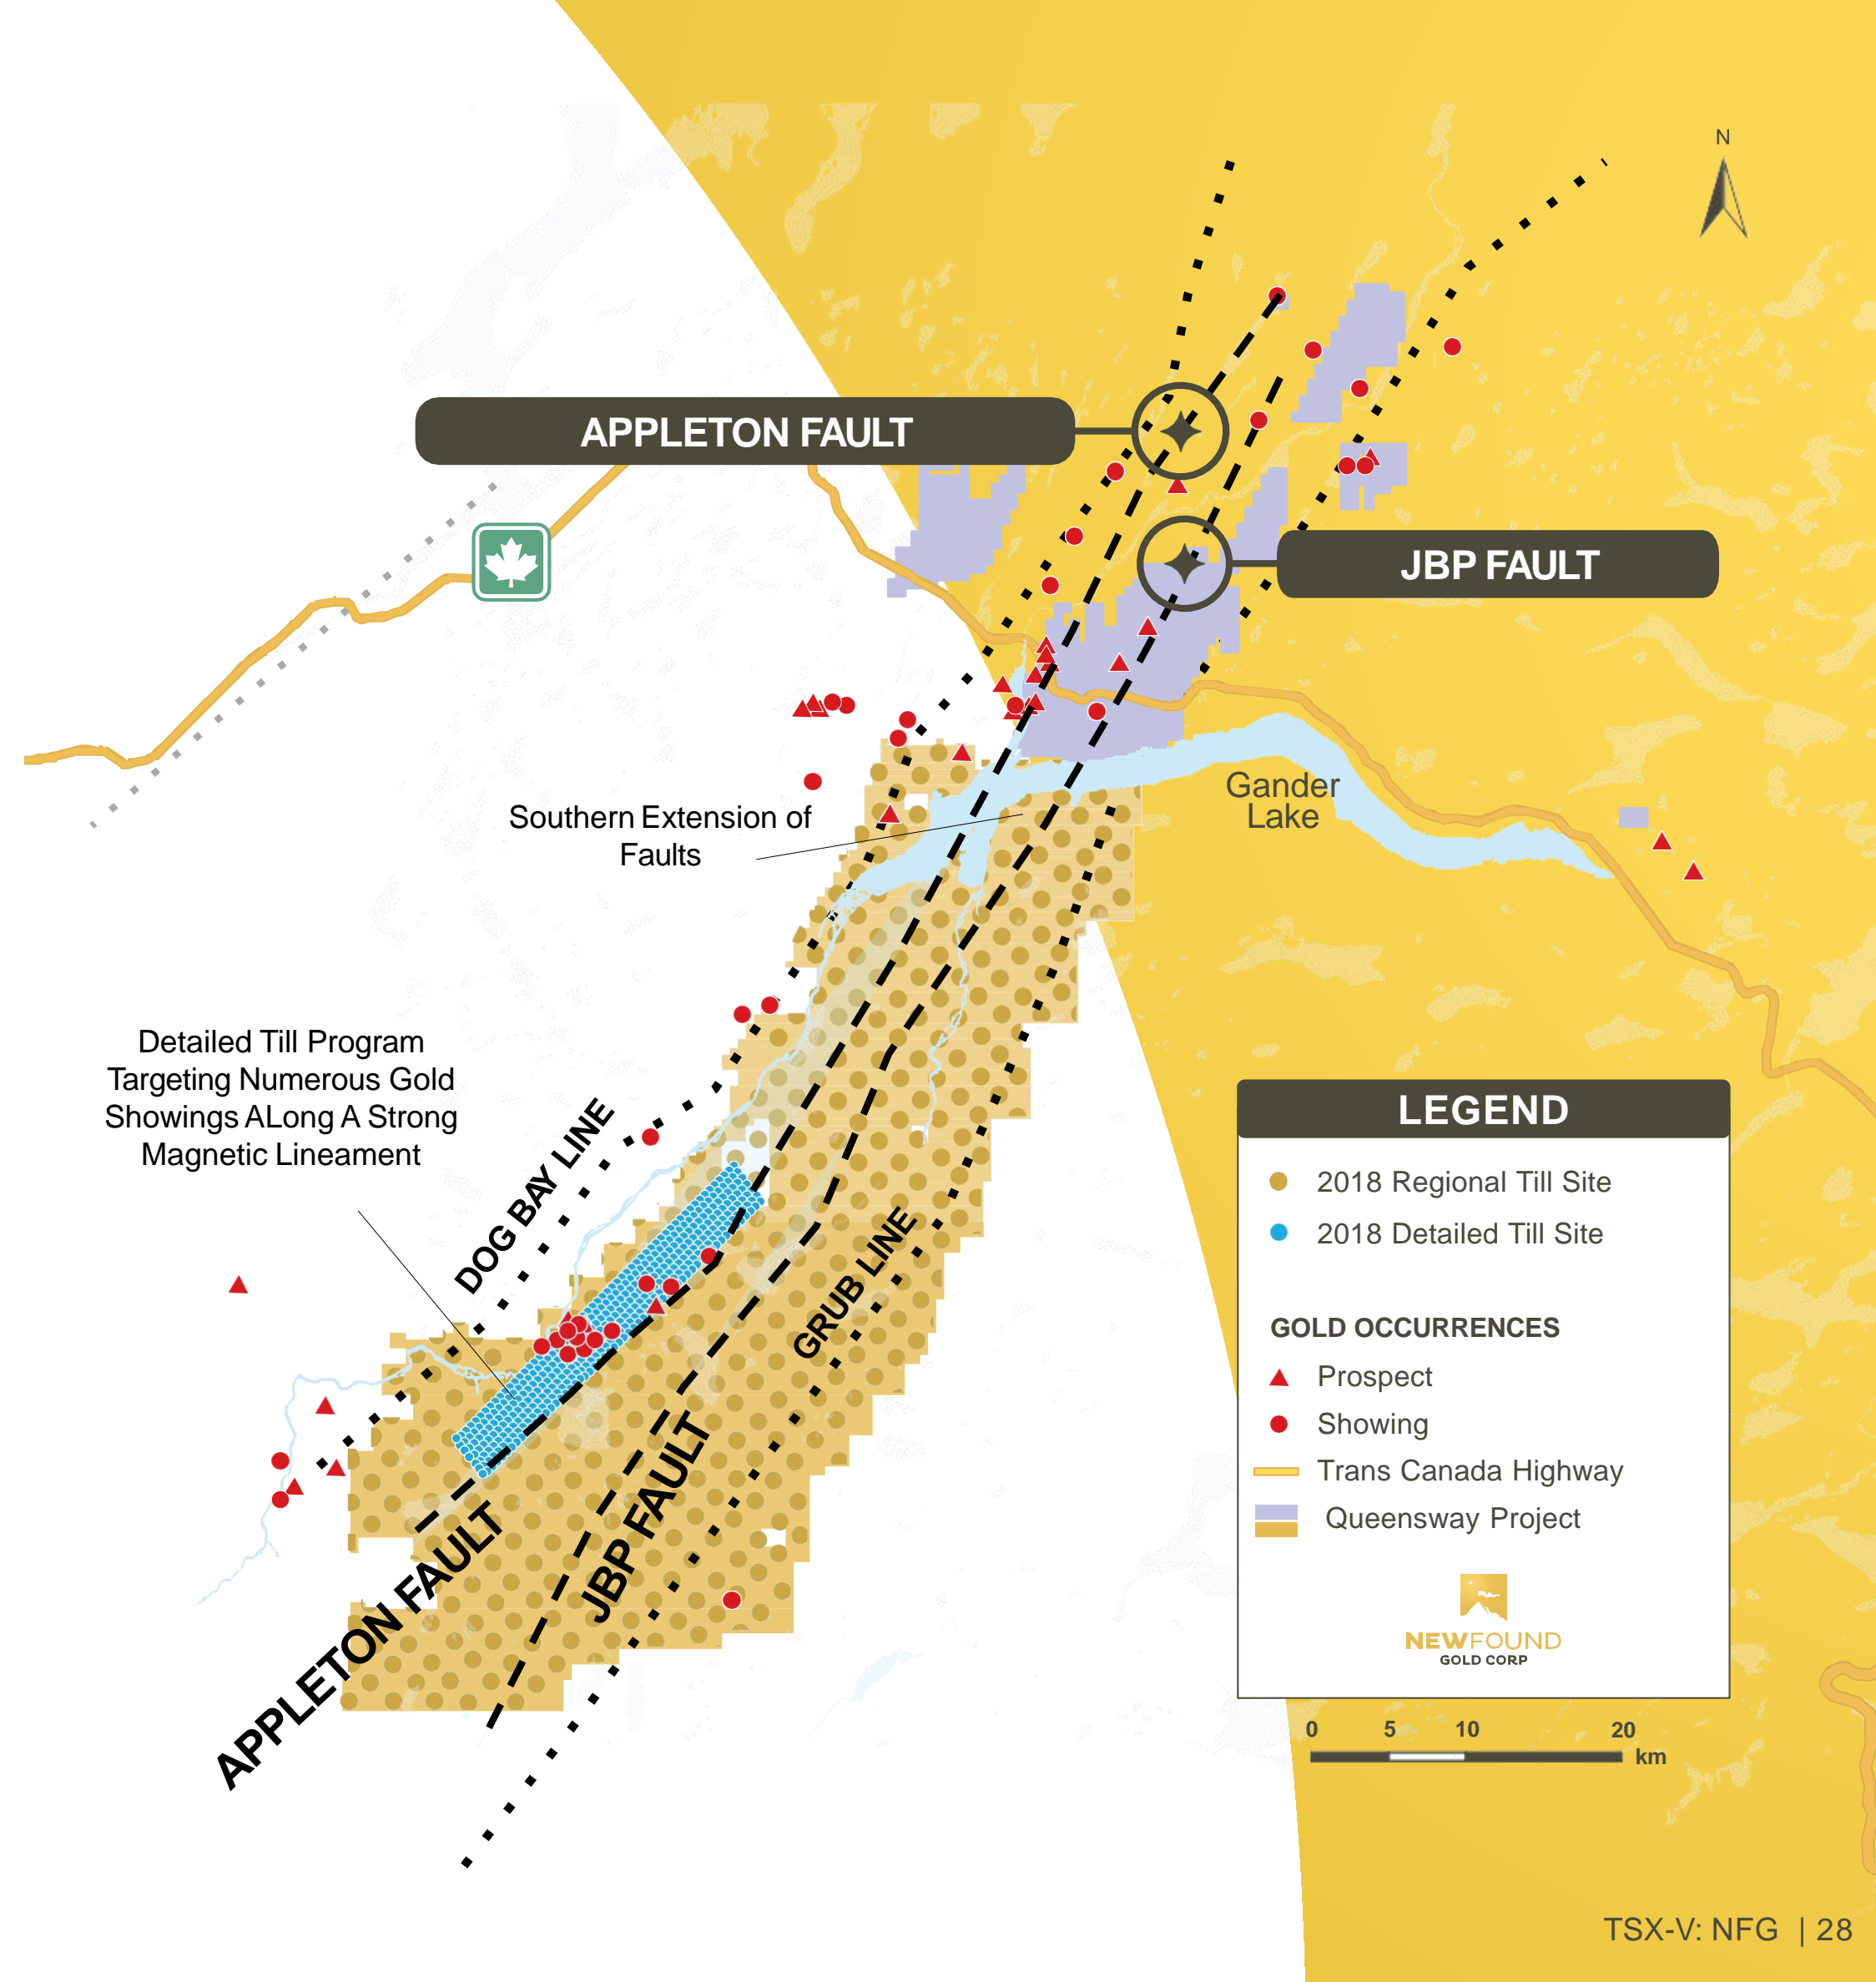 N
APPLETON FAULT
JBP FAULT
Gander
Lake
Southern Extension of
Faults
Detailed Till Program
Targeting Numerous Gold
Showings ALong A Strong
Magnetic Lineament
DOG BAY LINE
GRUB LINE
JBP FAULT
APPLETON FAULT
LEGEND
2018 Regional Till Site
2018 Detailed Till Site
GOLD OCCURRENCES
Prospect
Showing
Trans Canada Highway
Queensway Project
NEWFOUND
GOLD CORP
0 5 10 20
km
TSX-V: NFG | 28